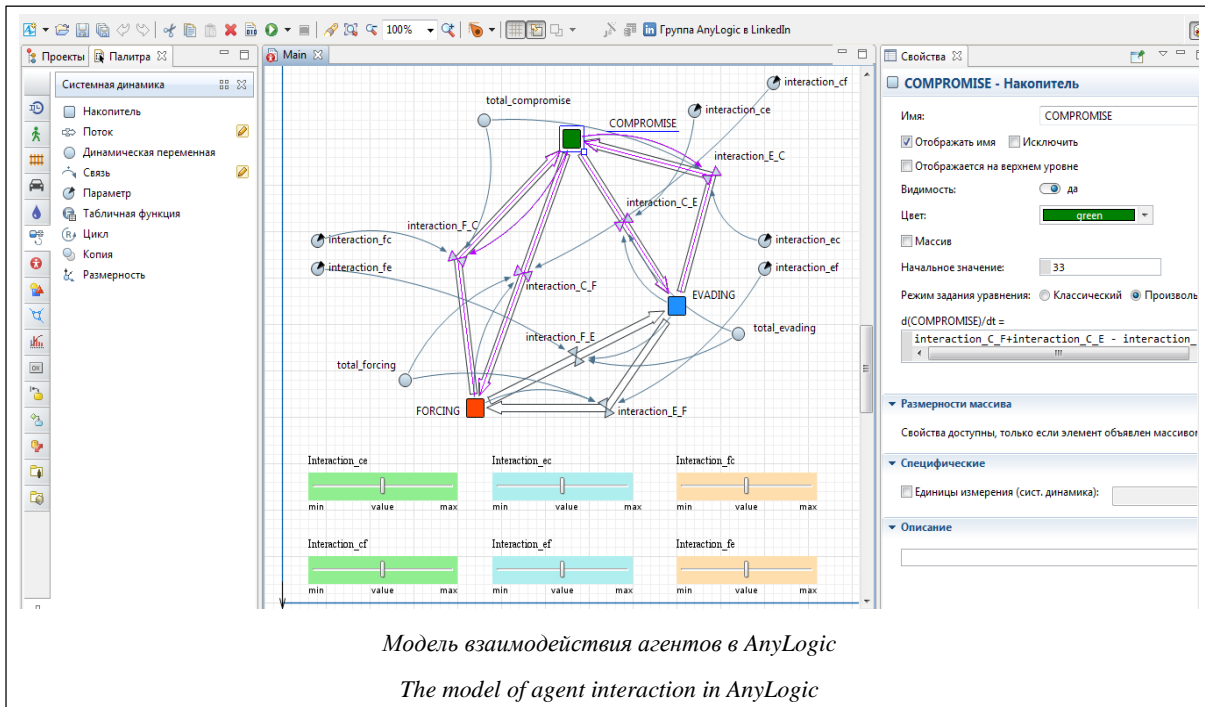 100%
Группа AnyLogic в LinkedIn
Проекты
Палитра
Системная динамика
Накопитель
Поток
Динамическая переменная
Связь
Параметр
Табличная функция
Цикл
Копия
Размерность
Main
interaction_cf
total_compromise
interaction_ce
COMPROMISE
interaction_E_C
interaction_C_E
interaction_F_C
interaction_fc
interaction_ec
interaction_fe
interaction_ef
interaction_C_F
EVADING
interaction_F_E
total_evading
total_forcing
FORCING
interaction_E_F
Interaction_ce
Interaction_ec
Interaction_fc
min value max
min value max
min value max
Interaction_cf
Interaction_ef
Interaction_fe
min value max
min value max
min value max
Свойства
COMPROMISE - Накопитель
Имя: COMPROMISE
Отображать имя Исключить
Отображается на верхнем уровне
Видимость: да
Цвет: green
Массив
Начальное значение: 33
Режим задания уравнения: Классический Произволь
d(COMPROMISE)/dt =
interaction_C_F+interaction_C_E - interaction_
Размерности массива
Свойства доступны, только если элемент объявлен массивом
Специфические
Единицы измерения (сист. динамика):
Описание
Модель взаимодействия агентов в AnyLogic
The model of agent interaction in AnyLogic